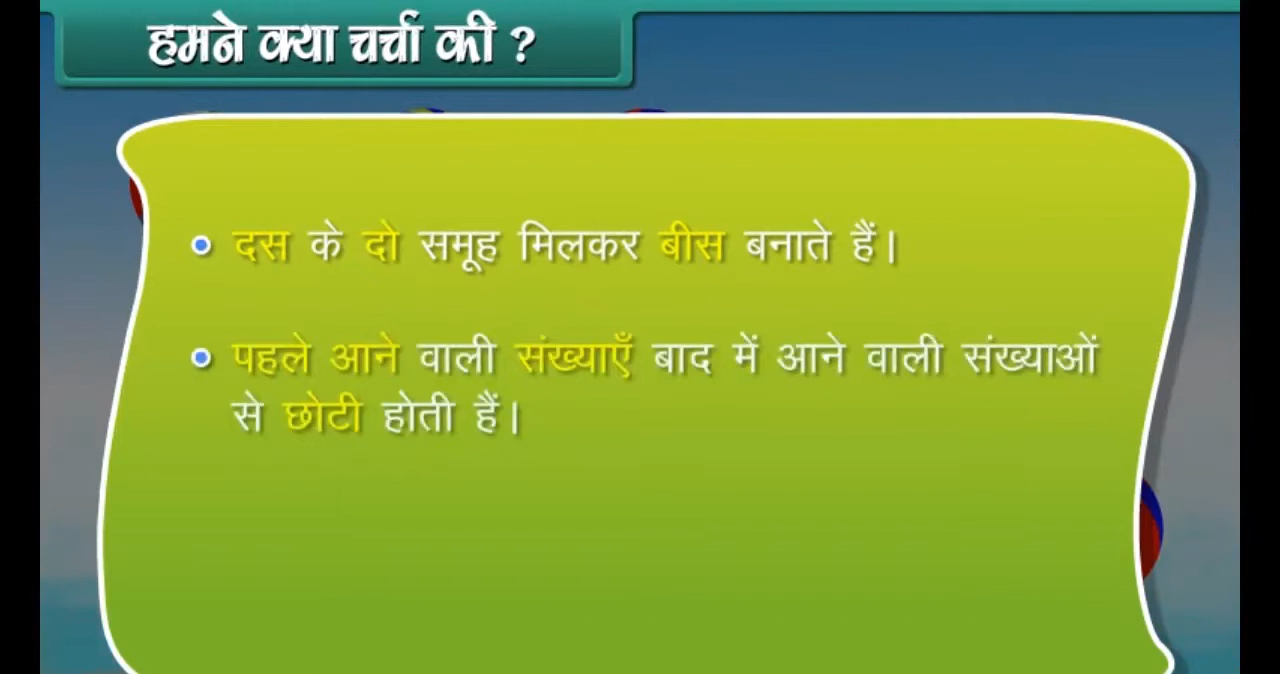 हमने क्या चर्चा की ?
दस के दो समूह मिलकर बीस बनाते हैं।
पहले आने वाली संख्याएँ बाद में आने वाली संख्याओं
से छोटी होती हैं।